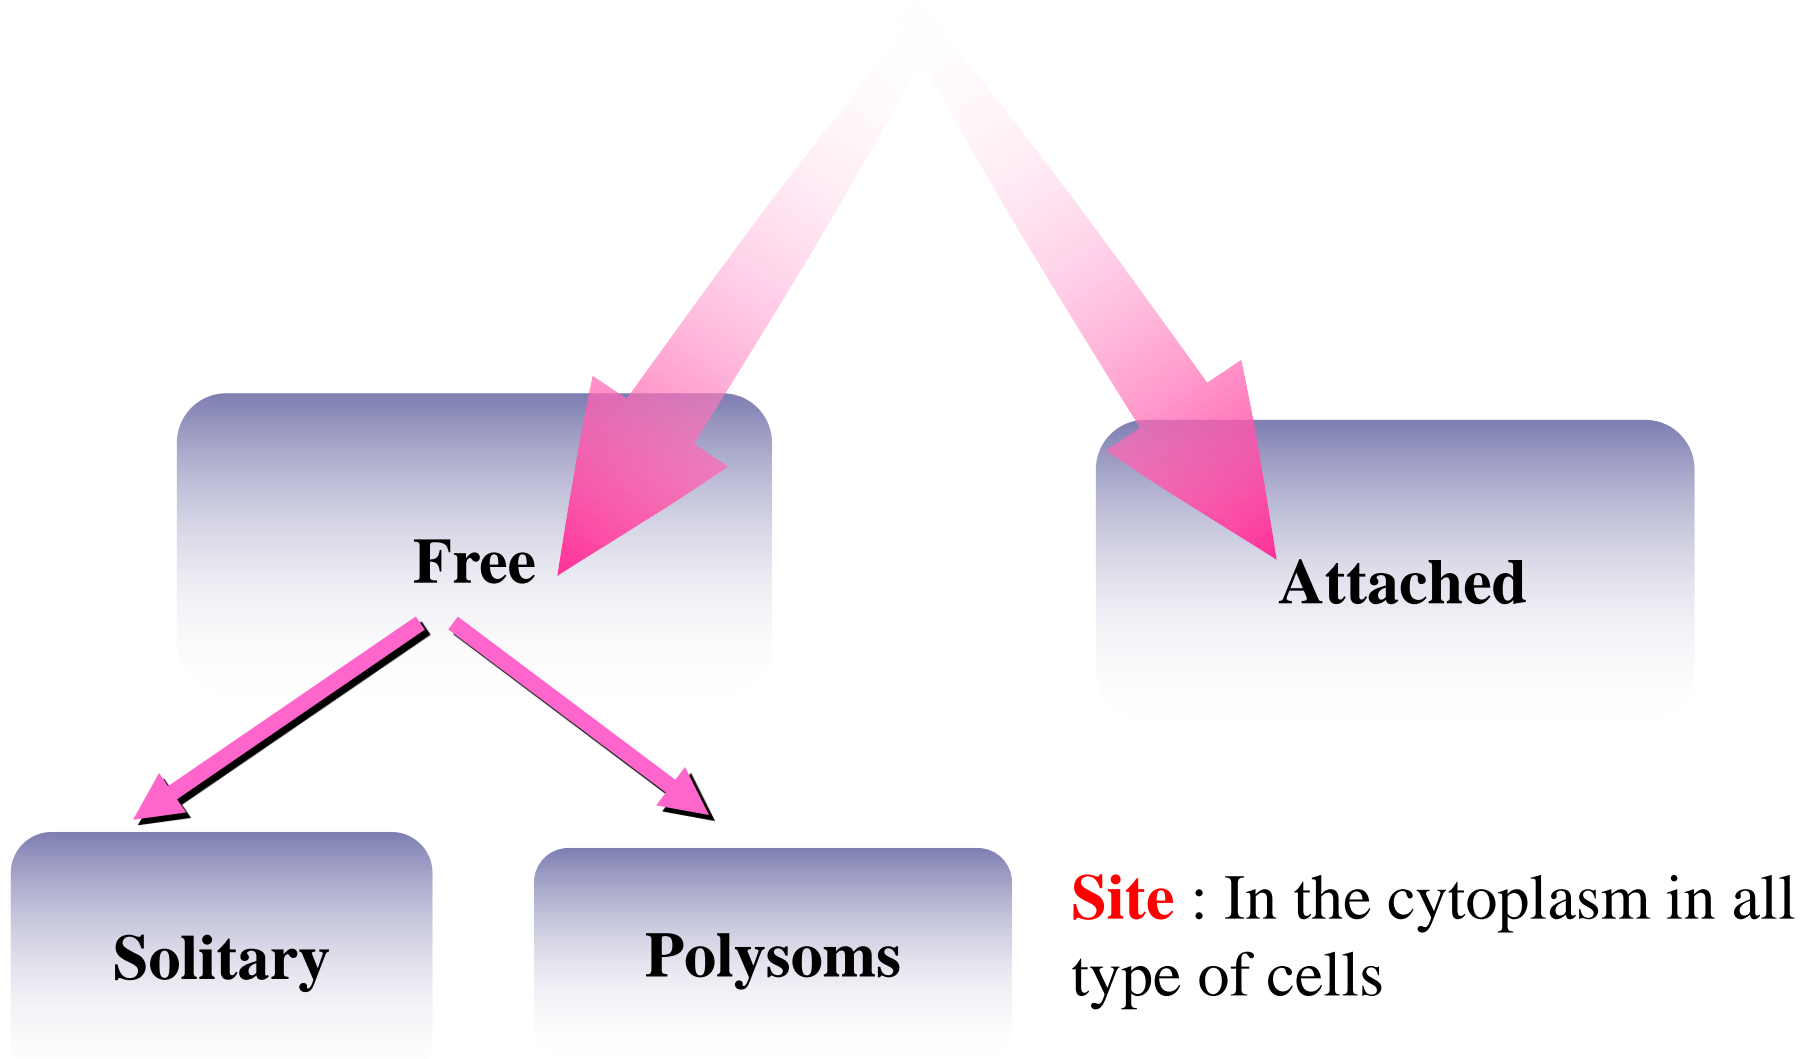 Free
Attached
Solitary
Polysoms
Site : In the cytoplasm in all
type of cells